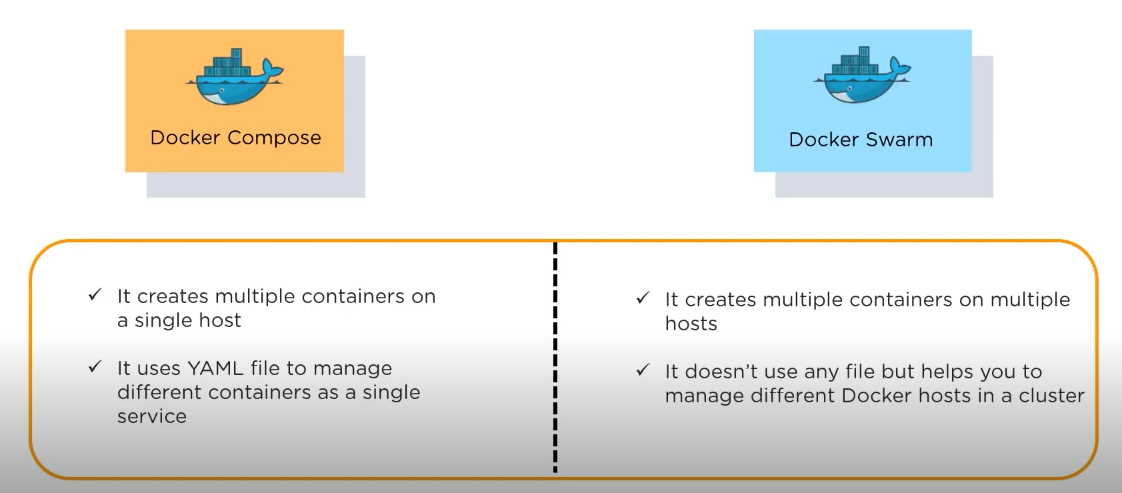 Docker Compose
Docker Swarm
✓ It creates multiple containers on
a single host
✓ It uses YAML file to manage
different containers as a single
service
✓ It creates multiple containers on multiple
hosts
✓ It doesn't use any file but helps you to
manage different Docker hosts in a cluster